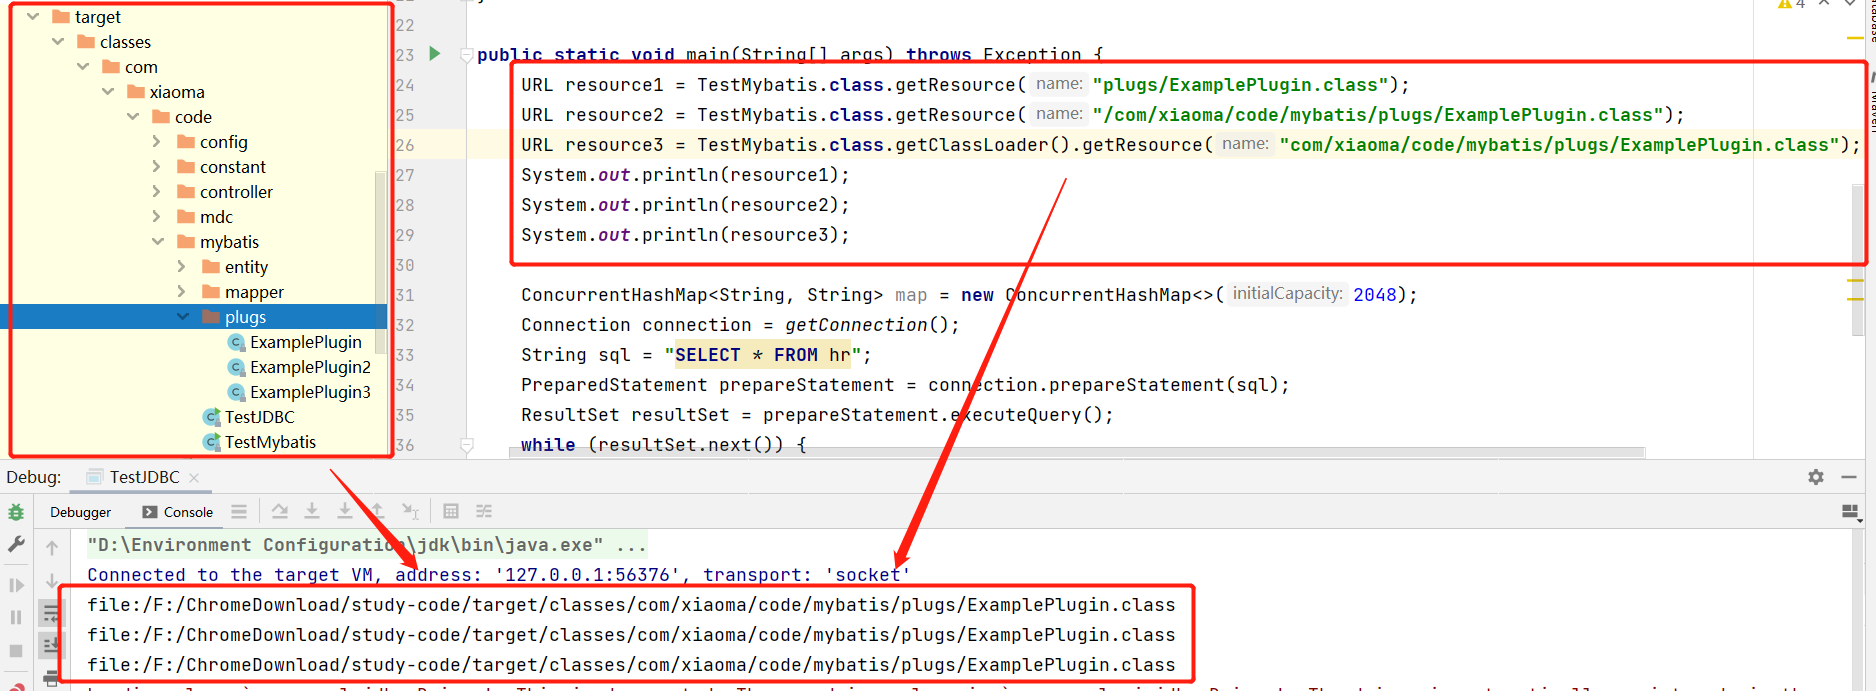 target
classes
com
xiaoma
code
config
constant
controller
mdc
mybatis
entity
mapper
plugs
ExamplePlugin
ExamplePlugin2
ExamplePlugin3
TestJDBC
TestMybatis
4
22
23 public static void main(String[] args) throws Exception {
24 URL resource1 = TestMybatis.class.getResource( name: "plugs/ExamplePlugin.class");
25 URL resource2 = TestMybatis.class.getResource( name: "/com/xiaoma/code/mybatis/plugs/ExamplePlugin.class");
26 URL resource3 = TestMybatis.class.getClassLoader().getResource( name: "com/xiaoma/code/mybatis/plugs/ExamplePlugin.class");
27 System.out.println(resource1);
28 System.out.println(resource2);
29 System.out.println(resource3);
30
31 ConcurrentHashMap<String, String> map = new ConcurrentHashMap<>( initialCapacity: 2048);
32 Connection connection = getConnection();
33 String sql = "SELECT * FROM hr";
34 PreparedStatement prepareStatement = connection.prepareStatement(sql);
35 ResultSet resultSet = prepareStatement.executeQuery();
36 while (resultSet.next()) {
Debug: TestJDBC
Debugger Console
"D:\Environment Configuration\jdk\bin\java.exe" ...
Connected to the target VM, address: '127.0.0.1:56376', transport: 'socket'
file:/F:/ChromeDownload/study-code/target/classes/com/xiaoma/code/mybatis/plugs/ExamplePlugin.class
file:/F:/ChromeDownload/study-code/target/classes/com/xiaoma/code/mybatis/plugs/ExamplePlugin.class
file:/F:/ChromeDownload/study-code/target/classes/com/xiaoma/code/mybatis/plugs/ExamplePlugin.class